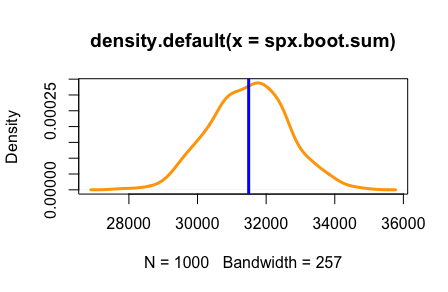 density.default(x = spx.boot.sum)
Density
0.00025
0.00000
28000 30000 32000 34000 36000
N = 1000 Bandwidth = 257